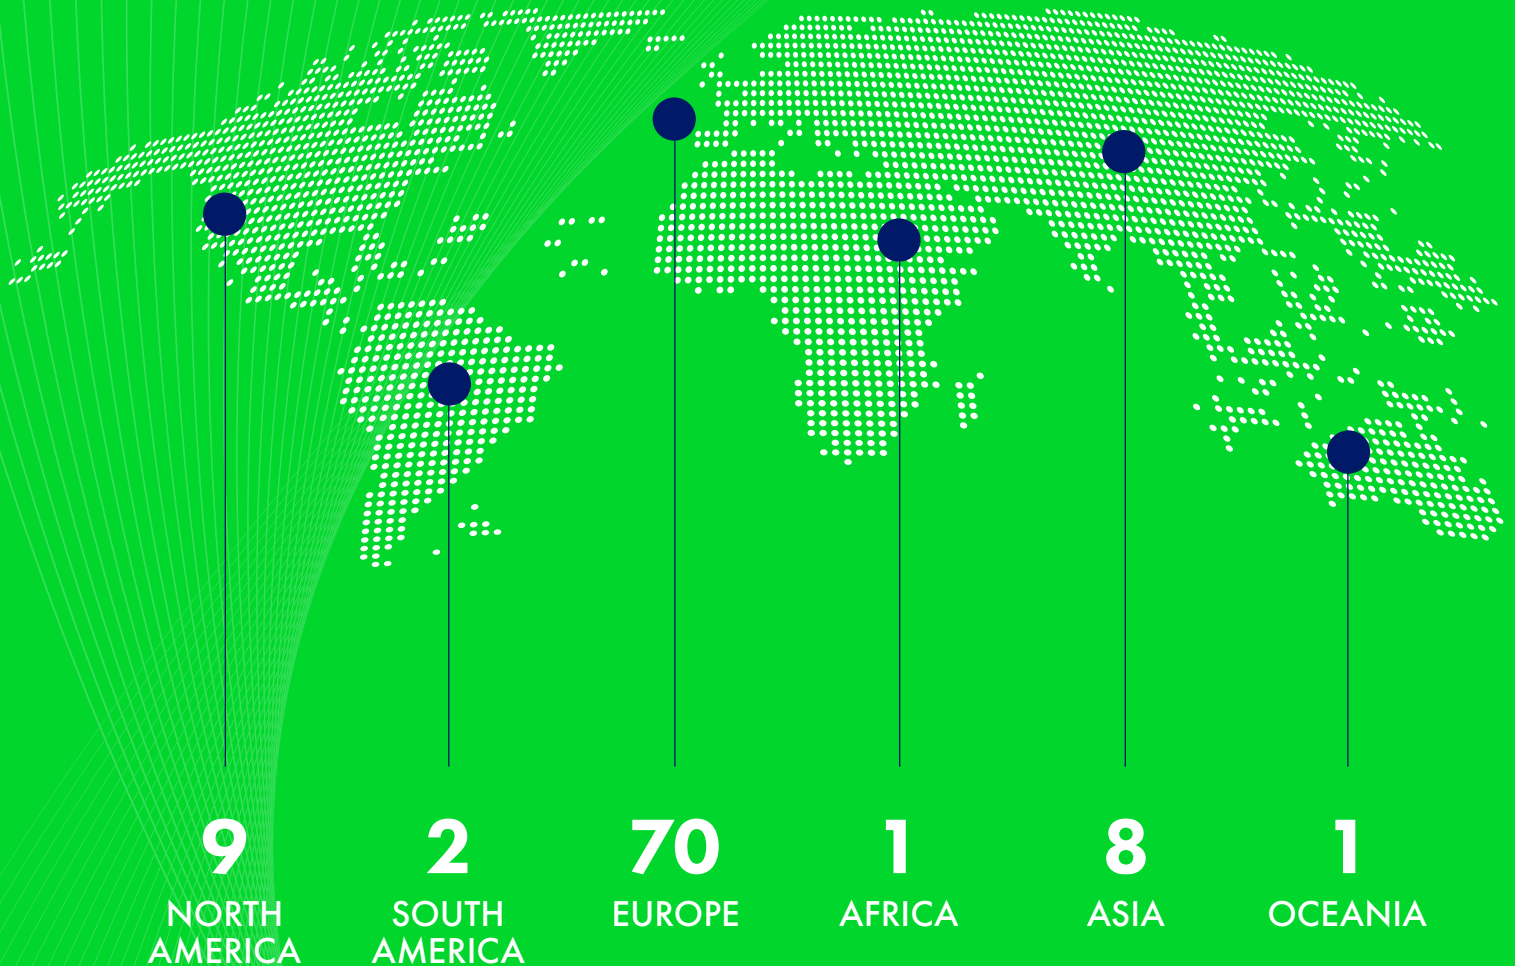 9
NORTH
AMERICA
2
SOUTH
AMERICA
70
EUROPE
1
AFRICA
8
ASIA
1
OCEANIA